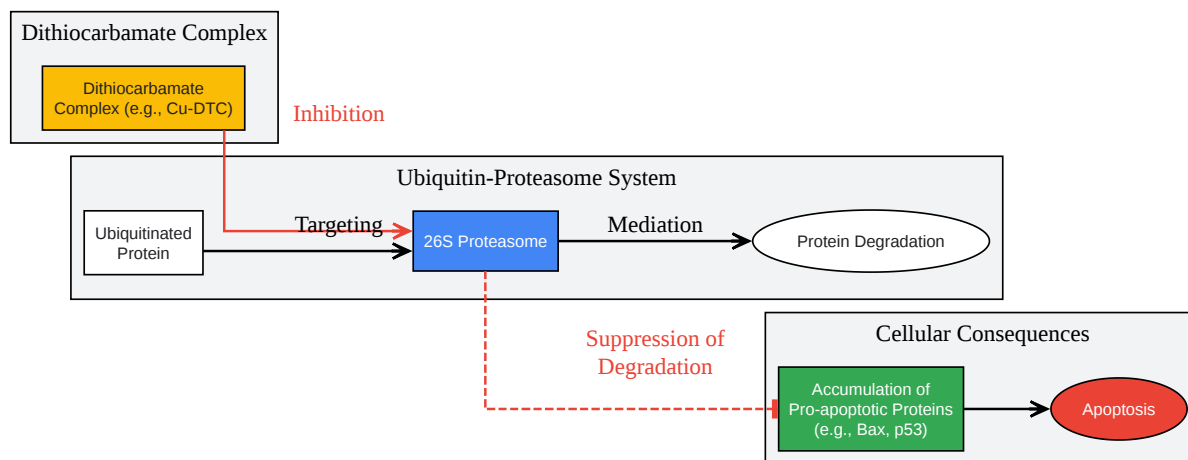 Dithiocarbamate Complex
Dithiocarbamate
Complex (e.g., Cu-DTC)
Inhibition
Ubiquitin-Proteasome System
Ubiquitinated
Protein
Targeting
26S Proteasome
Mediation
Protein Degradation
Suppression of
Degradation
Cellular Consequences
Accumulation of
Pro-apoptotic Proteins
(e.g., Bax, p53)
Apoptosis